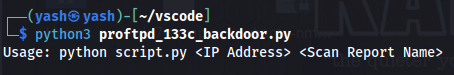 (yash㉿yash)-[~/vscode]
$ python3 proftpd_133c_backdoor.py
Usage: python script.py <IP Address> <Scan Report Name>